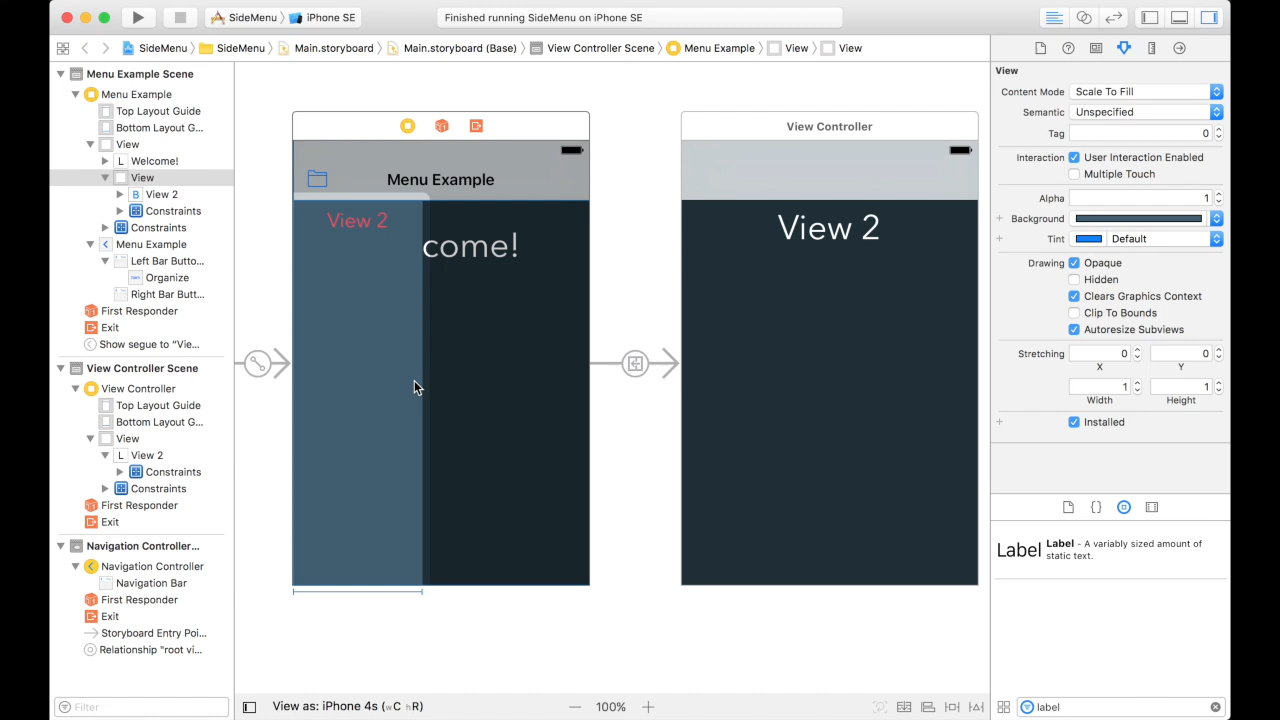 SideMenu
iPhone SE
Finished running SideMenu on iPhone SE
SideMenu
SideMenu
Main.storyboard
Main.storyboard (Base)
View Controller Scene
Menu Example
View
View
Menu Example Scene
Menu Example
Top Layout Guide
Bottom Layout G...
View
L Welcome!
View
B View 2
Constraints
Constraints
Menu Example
Left Bar Butto...
Organize
Right Bar Butt...
First Responder
Exit
Show segue to "Vie...
View Controller Scene
View Controller
Top Layout Guide
Bottom Layout G...
View
L View 2
Constraints
Constraints
First Responder
Exit
Navigation Controller...
Navigation Controller
Navigation Bar
First Responder
Exit
Storyboard Entry Poi...
Relationship "root vi...
Filter
Menu Example
View 2
come!
View Controller
View 2
View as: iPhone 4s (wC hR)
100%
View
Content Mode Scale To Fill
Semantic Unspecified
Tag 0
Interaction User Interaction Enabled
Multiple Touch
Alpha 1
Background
Tint Default
Drawing Opaque
Hidden
Clears Graphics Context
Clip To Bounds
Autoresize Subviews
Stretching 0 0
X Y
1 1
Width Height
Installed
Label Label - A variably sized amount of
static text.
label